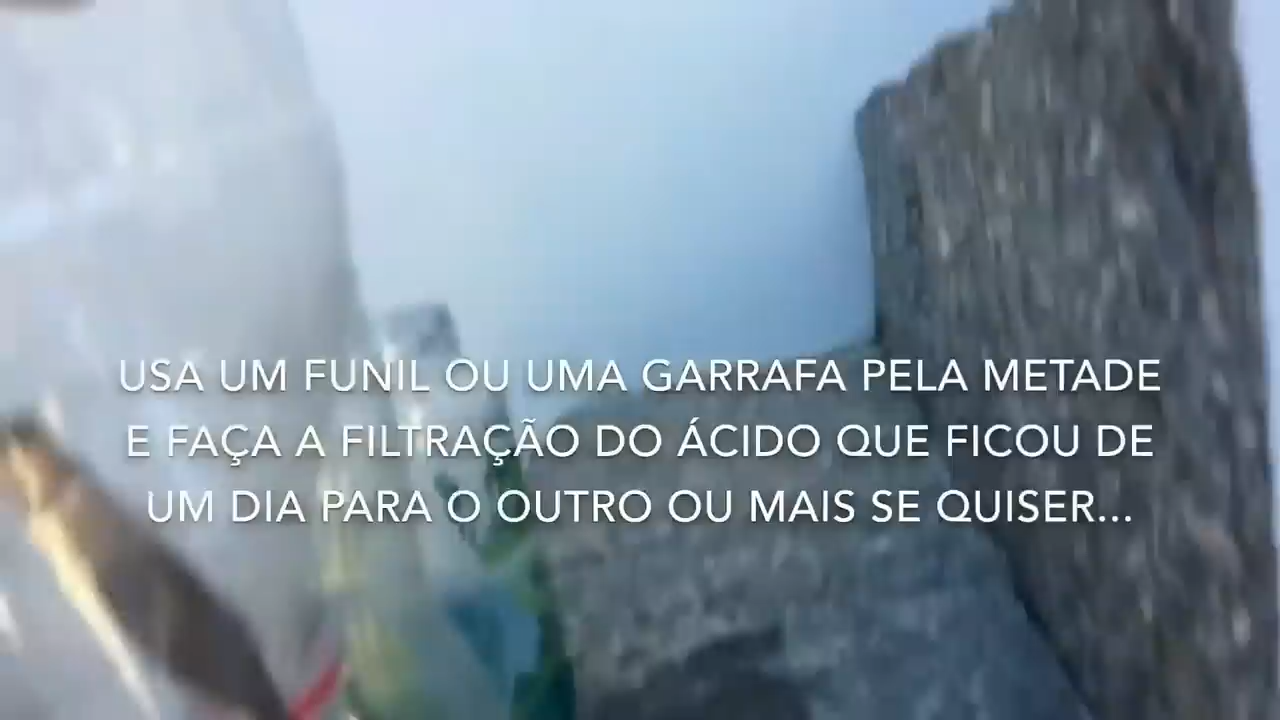 USA UM FUNIL OU UMA GARRAFA PELA METADE
E FAÇA A FILTRAÇÃO DO ÁCIDO QUE FICOU DE
UM DIA PARA O OUTRO OU MAIS SE QUISER...